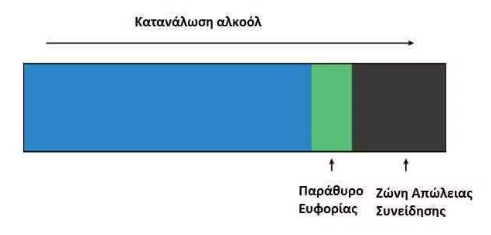 Κατανάλωση αλκοόλ
Παράθυρο
Ευφορίας
Ζώνη Απώλειας
Συνείδησης